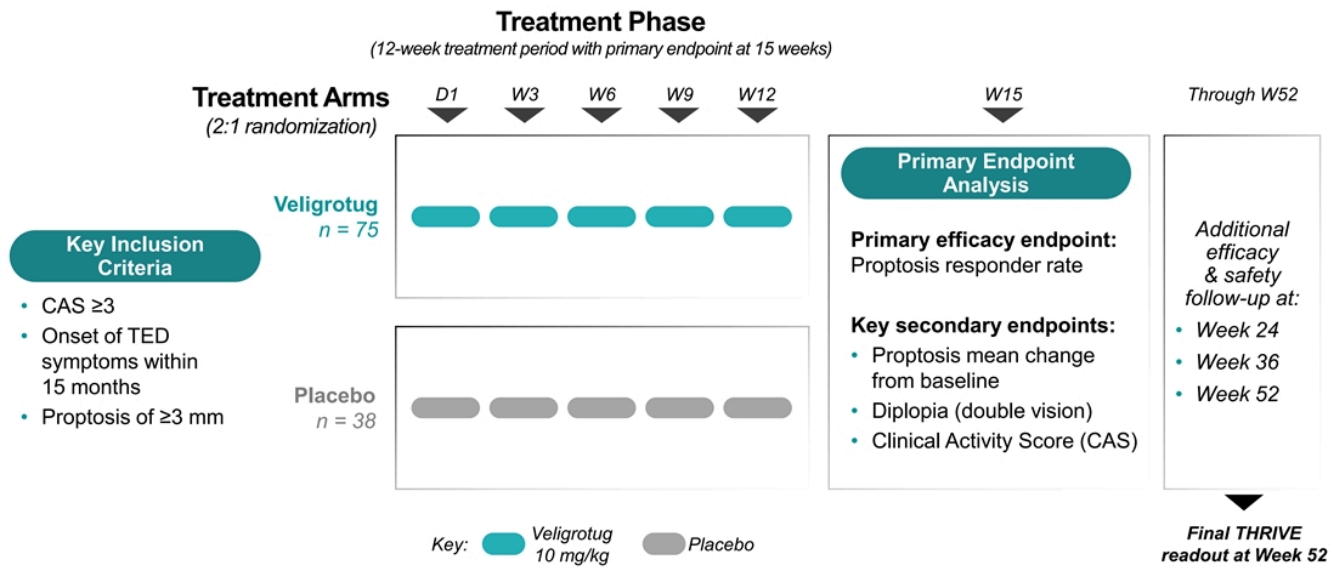 Treatment Phase
(12-week treatment period with primary endpoint at 15 weeks)
Treatment Arms
(2:1 randomization)
D1 W3 W6 W9 W12 W15 Through W52
Key Inclusion
Criteria
• CAS ≥3
• Onset of TED
symptoms within
15 months
• Proptosis of ≥3 mm
Veligrotug
n = 75
Placebo
n = 38
Primary Endpoint
Analysis
Primary efficacy endpoint:
Proptosis responder rate
Key secondary endpoints:
• Proptosis mean change
from baseline
• Diplopia (double vision)
• Clinical Activity Score (CAS)
Additional
efficacy
& safety
follow-up at:
• Week 24
• Week 36
• Week 52
Final THRIVE
readout at Week 52
Key:
Veligrotug
10 mg/kg
Placebo